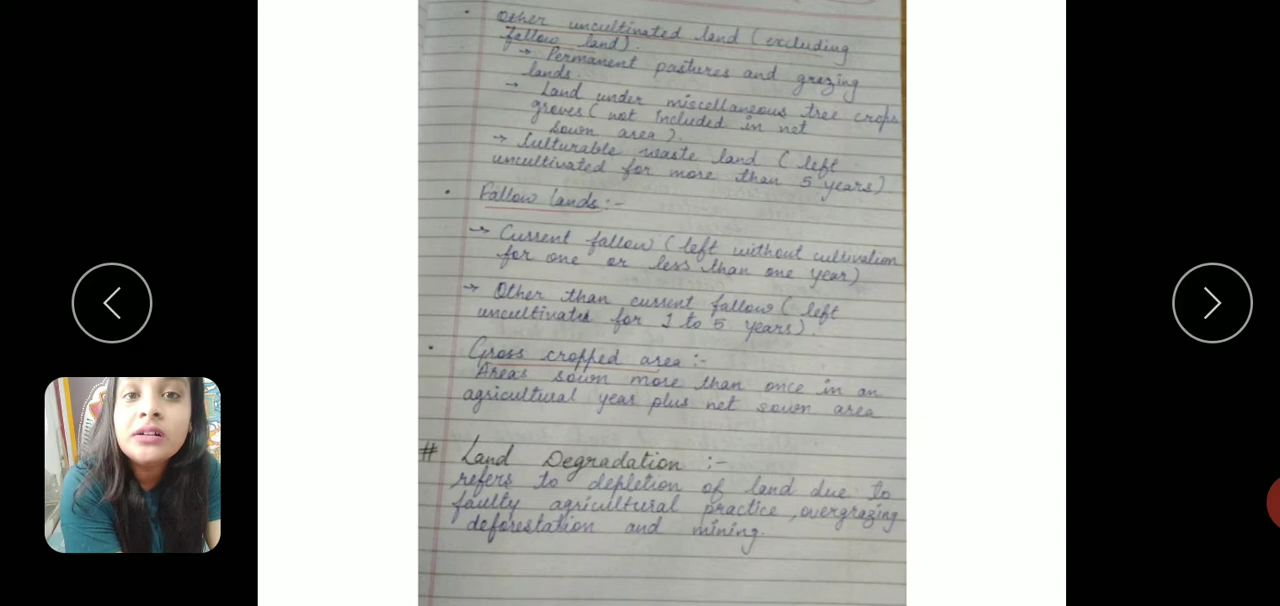 • Other uncultivated land (excluding
fallow land).
→ Permanent pastures and grazing
lands.
→ Land under miscellaneous tree crops
groves (not included in net
sown area).
→ Culturable waste land (left
uncultivated for more than 5 years)
• Fallow lands :-
→ Current fallow (left without cultivation
for one or less than one year)
→ Other than current fallow (left
uncultivated for 1 to 5 years).
• Gross cropped area :-
Areas sown more than once in an
agricultural year plus net sown area
# Land Degradation :-
refers to depletion of land due to
faulty agricultural practice, overgrazing
deforestation and mining.